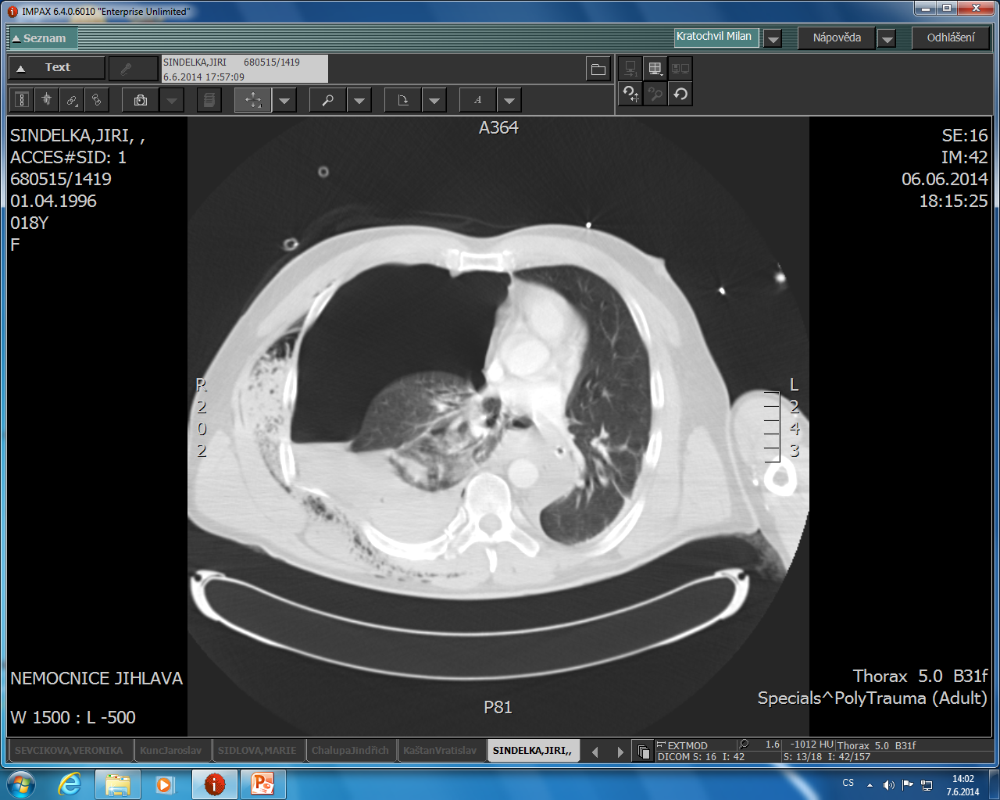 IMPAX 6.4.0.6010 "Enterprise Unlimited"
Seznam
Kratochvil Milan
Nápověda
Odhlášení
Text
SINDELKA,JIRI 680515/1419
6.6.2014 17:57:09
A
SINDELKA,JIRI, ,
ACCES#SID: 1
680515/1419
01.04.1996
018Y
F
A364
SE:16
IM:42
06.06.2014
18:15:25
R
2
0
2
L
2
4
3
NEMOCNICE JIHLAVA
W 1500 : L -500
P81
Thorax 5.0 B31f
Specials^PolyTrauma (Adult)
SEVCIKOVA,VERONIKA
KuncJaroslav
SIDLOVA,MARIE
ChalupaJindřich
KaštanVratislav
SINDELKA,JIRI,,
EXTMOD 1.6 -1012 HU Thorax 5.0 B31f
DICOM S: 16 I: 42 S: 13/18 I: 42/157
CS
14:02
7.6.2014